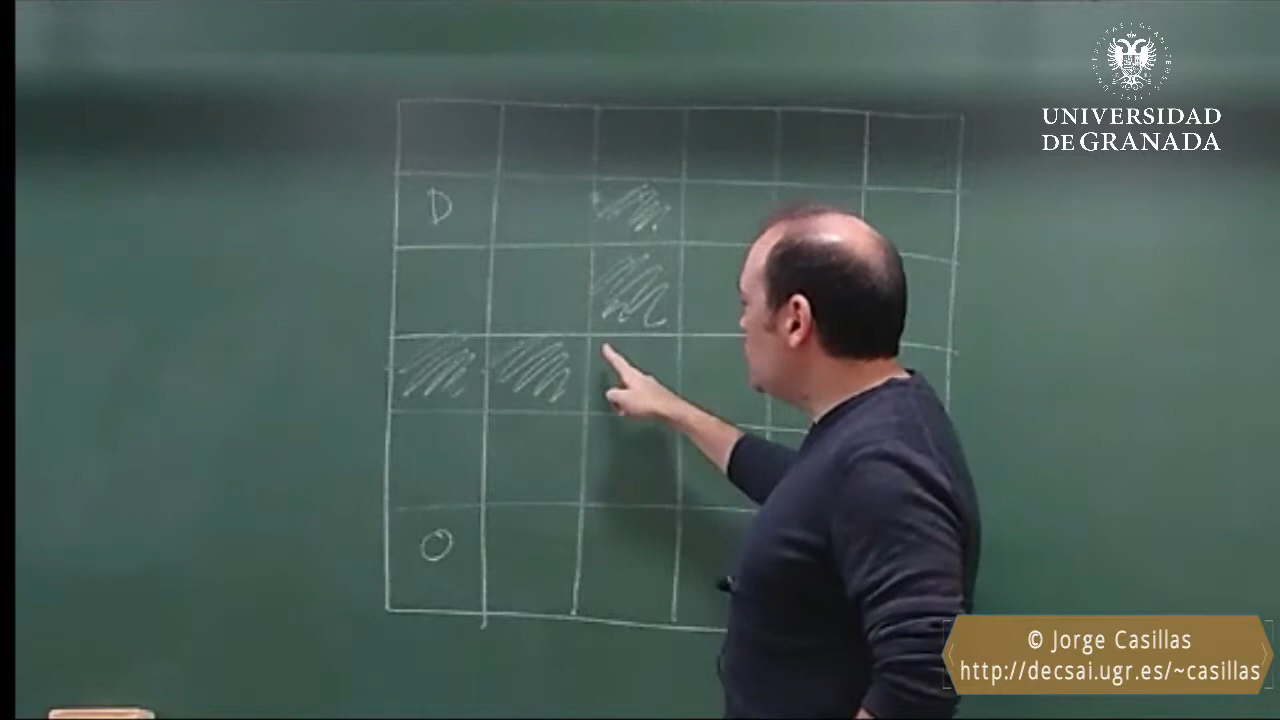 UNIVERSIDAD
DE GRANADA
D
O
© Jorge Casillas
http://decsai.ugr.es/~casillas